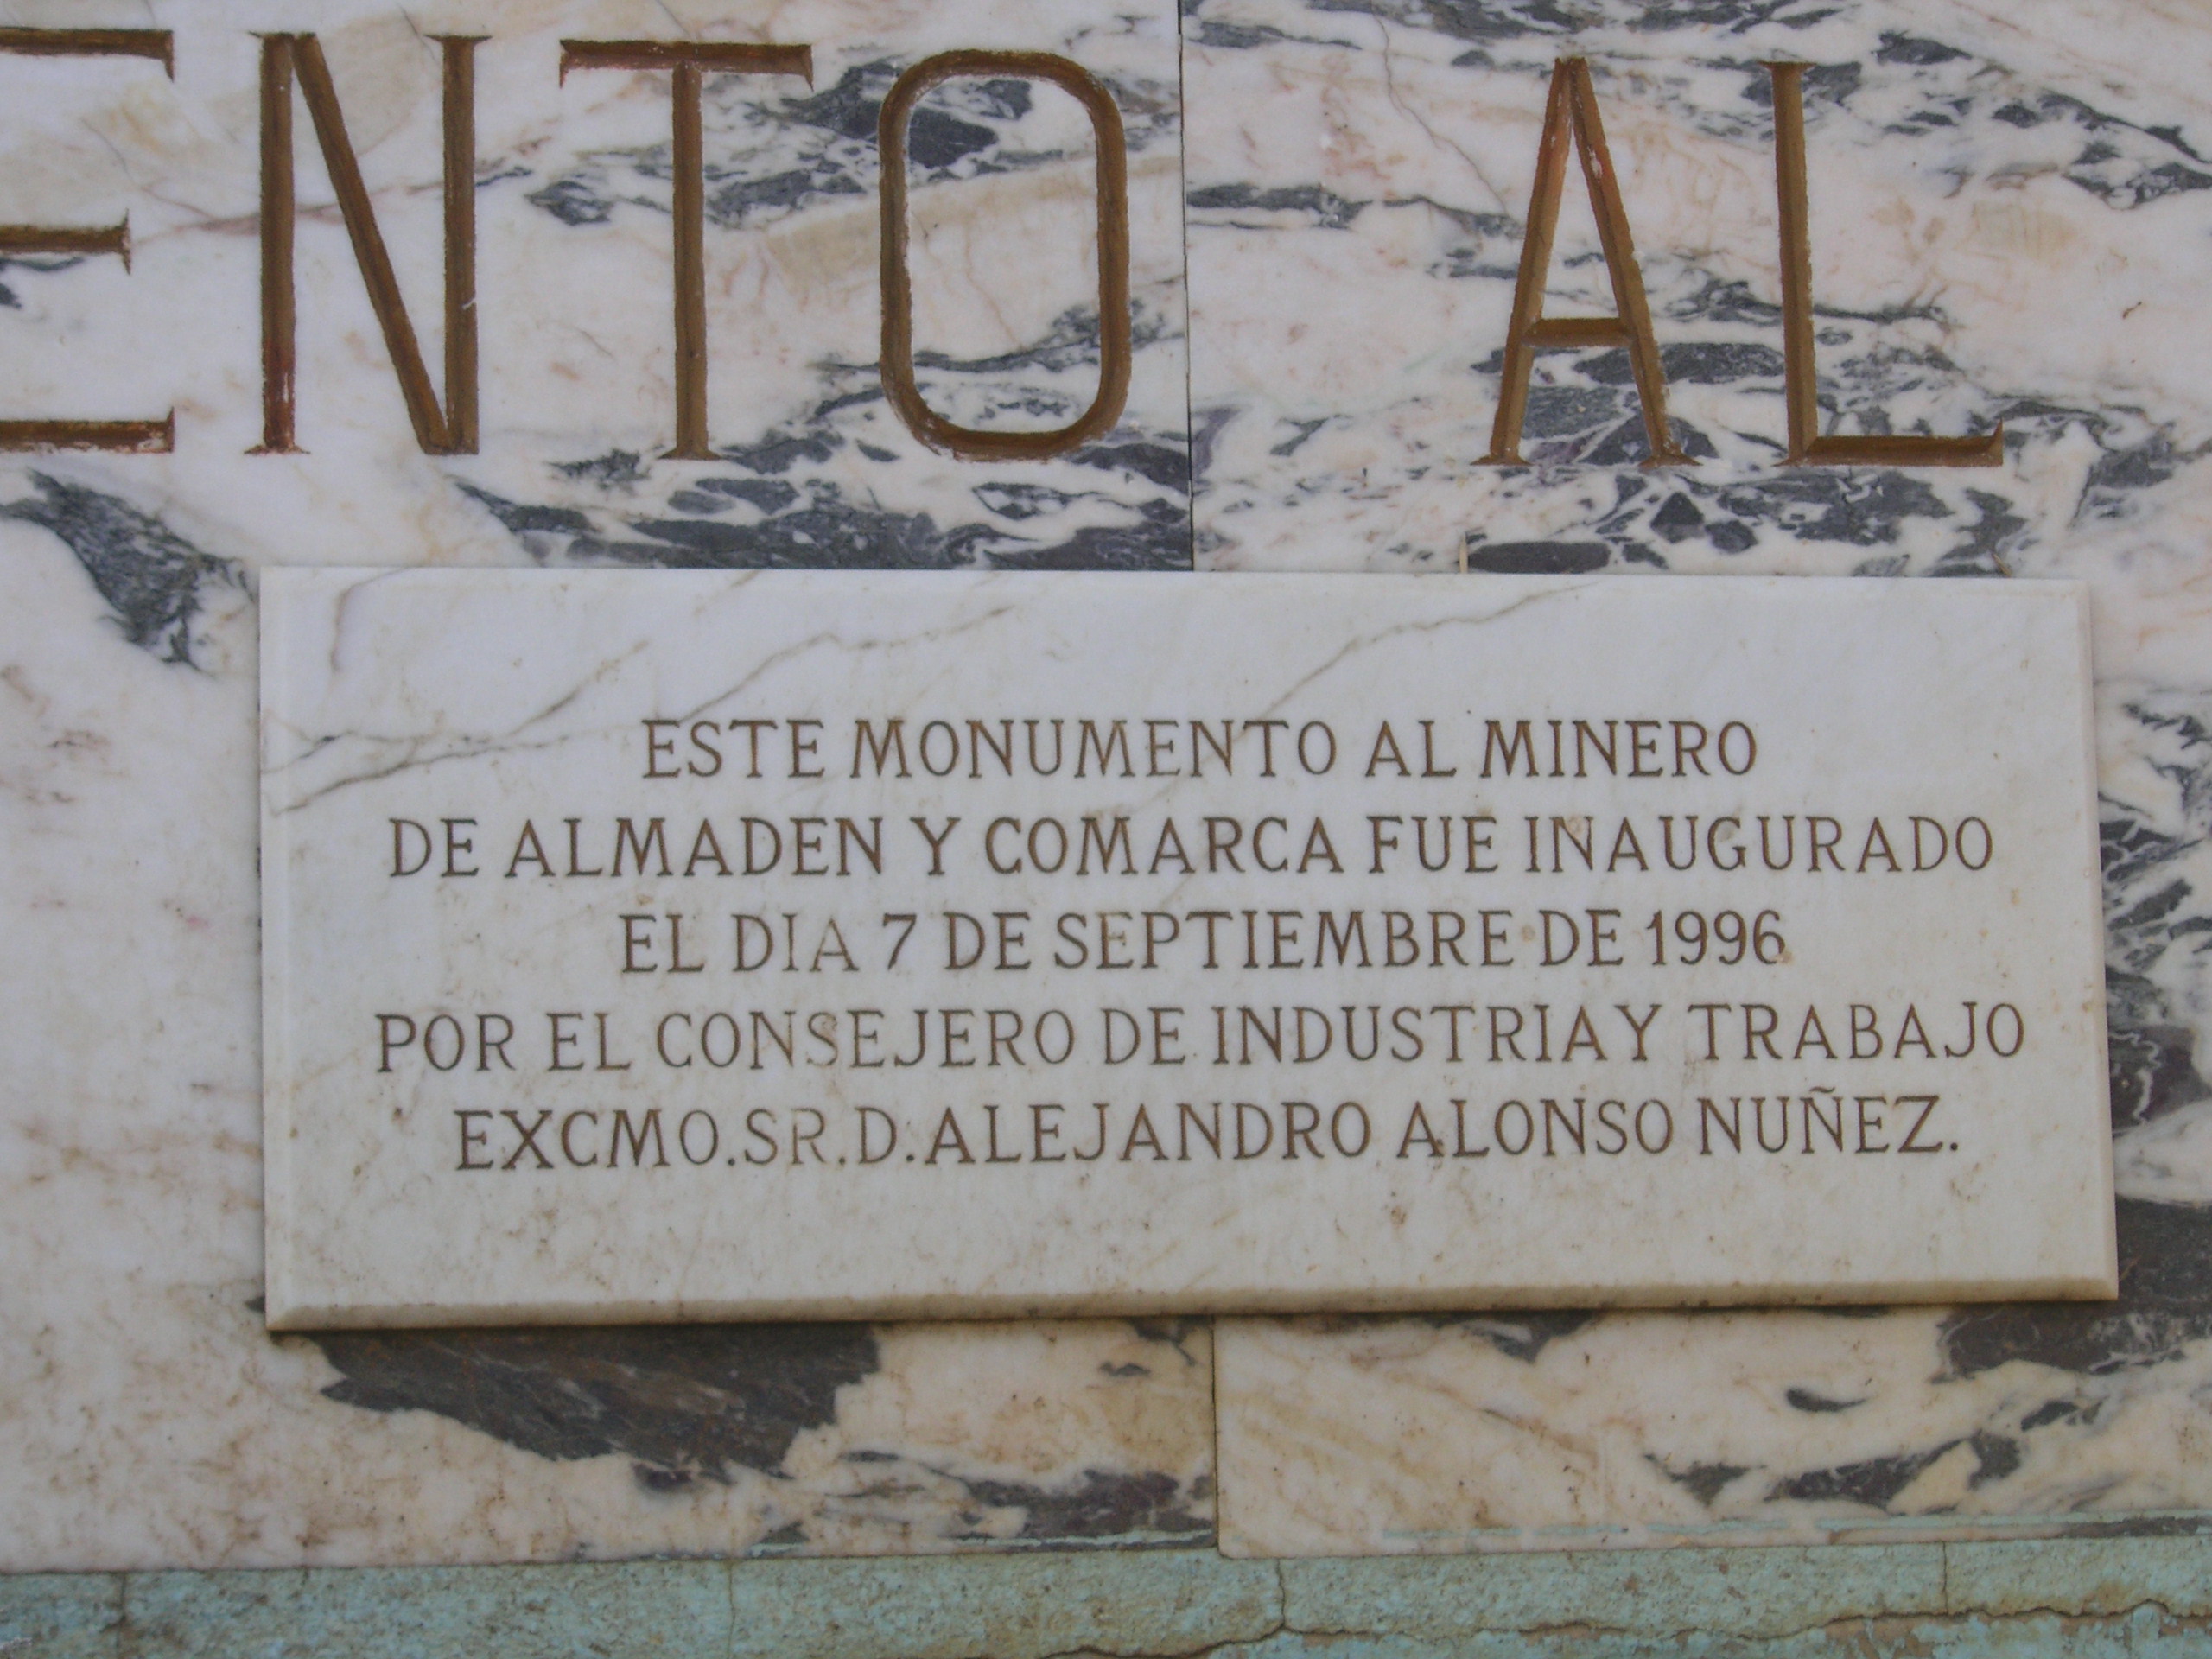 ENTO AL
ESTE MONUMENTO AL MINERO
DE ALMADEN Y COMARCA FUE INAUGURADO
EL DIA 7 DE SEPTIEMBRE DE 1996
POR EL CONSEJERO DE INDUSTRIA Y TRABAJO
EXCMO.SR.D.ALEJANDRO ALONSO NUÑEZ.